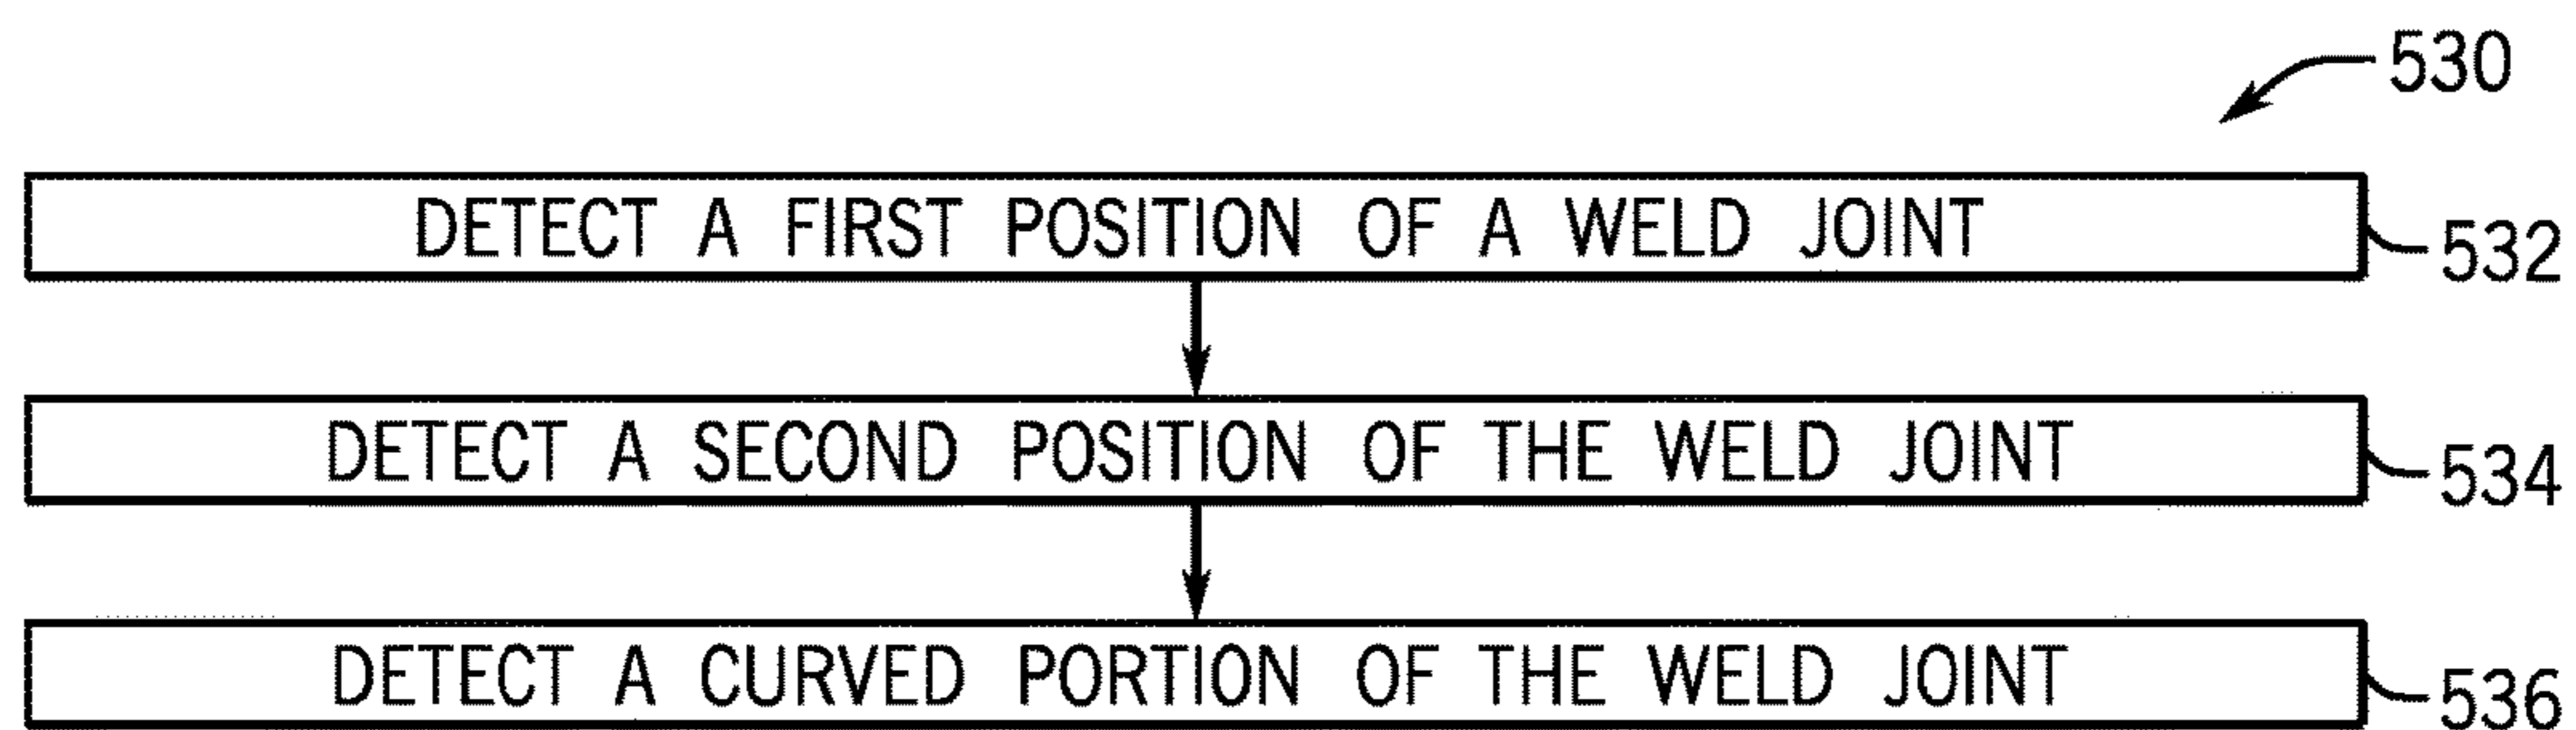 530
DETECT A FIRST POSITION OF A WELD JOINT
532
DETECT A SECOND POSITION OF THE WELD JOINT
534
DETECT A CURVED PORTION OF THE WELD JOINT
536